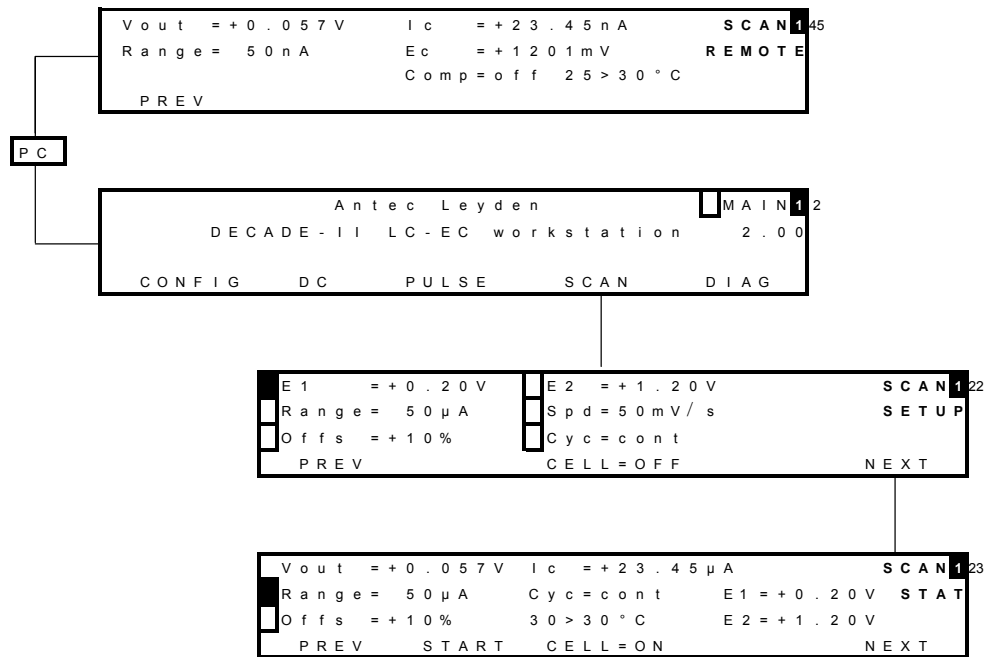 Vout =+0.057V Ic =+23.45nA SCAN 1 45
Range= 50nA Ec =+1201mV REMOTE
Comp=off 25>30°C
PREV
PC
Antec Leyden MAIN 1 2
DECADE-II LC-EC workstation 2.00
CONFIG DC PULSE SCAN DIAG
E1 =+0.20V E2 =+1.20V SCAN 1 22
Range= 50µA Spd=50mV/s SETUP
Offs =+10% Cyc=cont
PREV CELL=OFF NEXT
Vout =+0.057V Ic =+23.45µA SCAN 1 23
Range= 50µA Cyc=cont E1=+0.20V STAT
Offs =+10% 30>30°C E2=+1.20V
PREV START CELL=ON NEXT